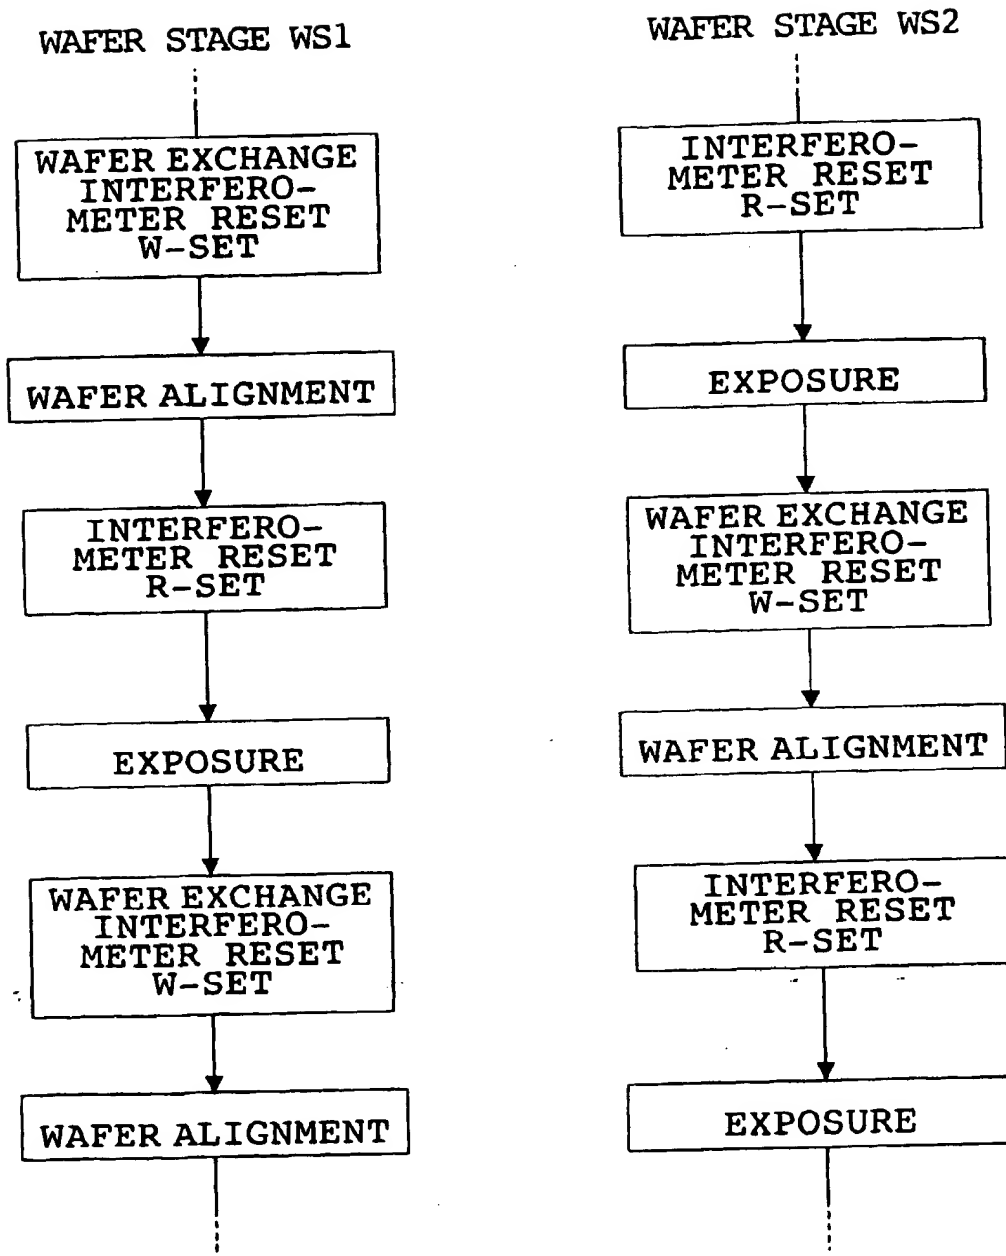 WAFER STAGE WS1
WAFER EXCHANGE
INTERFERO-
METER RESET
W-SET
WAFER ALIGNMENT
INTERFERO-
METER RESET
R-SET
EXPOSURE
WAFER EXCHANGE
INTERFERO-
METER RESET
W-SET
WAFER ALIGNMENT
WAFER STAGE WS2
INTERFERO-
METER RESET
R-SET
EXPOSURE
WAFER EXCHANGE
INTERFERO-
METER RESET
W-SET
WAFER ALIGNMENT
INTERFERO-
METER RESET
R-SET
EXPOSURE